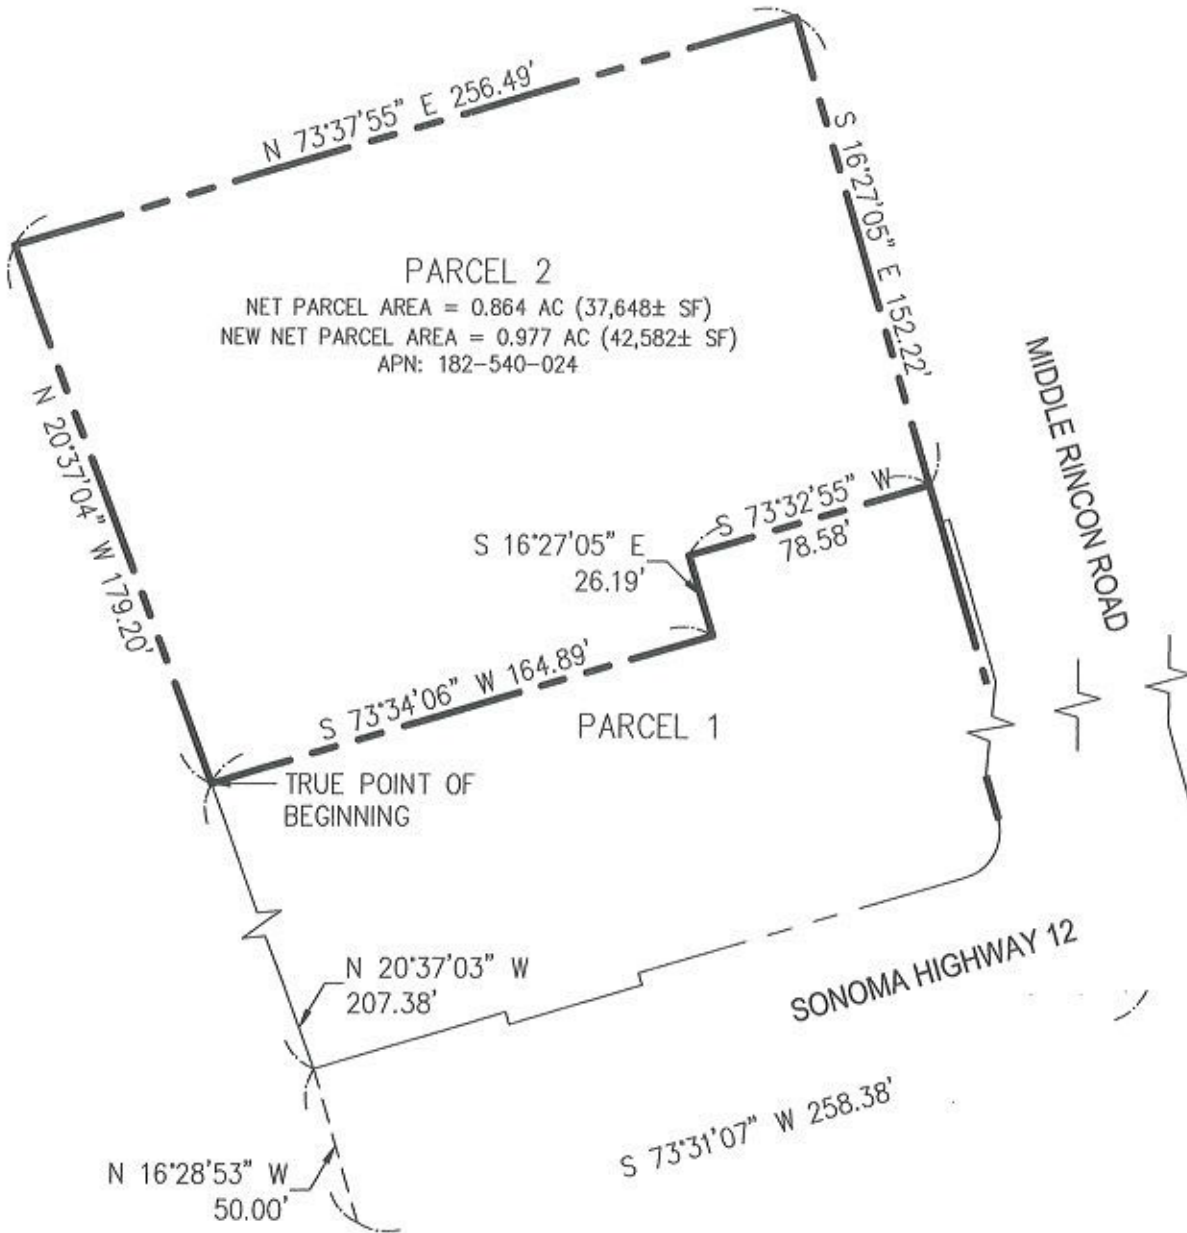 N 73°37'55" E 256.49'
S 16°27'05" E 152.22'
PARCEL 2
NET PARCEL AREA = 0.864 AC (37,648± SF)
NEW NET PARCEL AREA = 0.977 AC (42,582± SF)
APN: 182-540-024
N 20°37'04" W 179.20'
MIDDLE RINCON ROAD
S 73°32'55" W
78.58'
S 16°27'05" E
26.19'
S 73°34'06" W 164.89'
PARCEL 1
TRUE POINT OF
BEGINNING
N 20°37'03" W
207.38'
SONOMA HIGHWAY 12
S 73°31'07" W 258.38'
N 16°28'53" W
50.00'